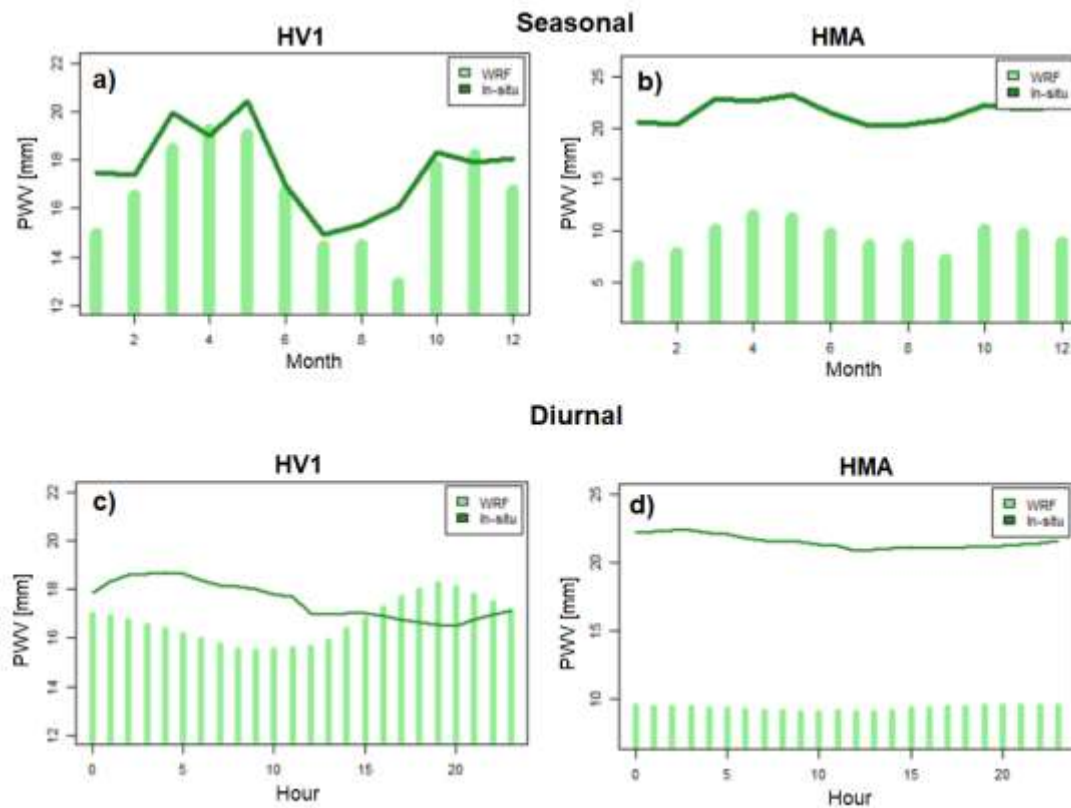 Seasonal
HV1
a)
WRF
In-situ
PWV [mm]
22
20
18
16
14
12
2
4
6
8
10
12
Month
HMA
b)
WRF
In-situ
PWV [mm]
25
20
15
10
5
2
4
6
8
10
12
Month
Diurnal
HV1
c)
WRF
In-situ
PWV [mm]
22
20
18
16
14
12
0
5
10
15
20
Hour
HMA
d)
WRF
In-situ
PWV [mm]
25
20
15
10
0
5
10
15
20
Hour